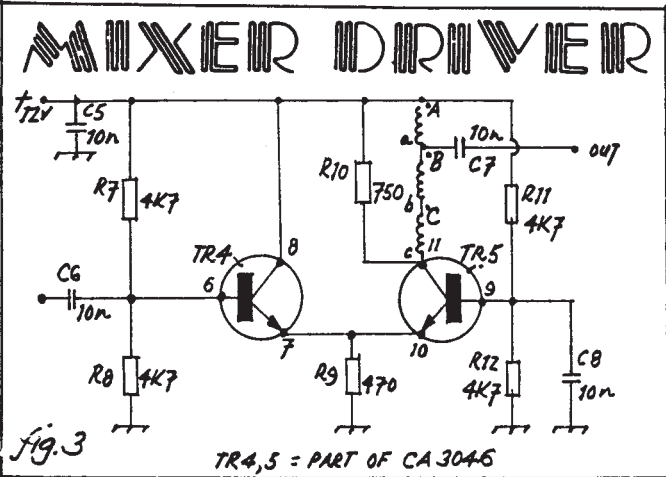 MIXER DRIVER
+12V
C5
10n
R7
4K7
C6
10n
R8
4K7
TR4
6
8
7
R9
470
R10
750
A
a
B
b
C
c
11
10n
C7
OUT
R11
4K7
TR5
9
10
R12
4K7
C8
10n
fig.3
TR4,5 = PART OF CA3046